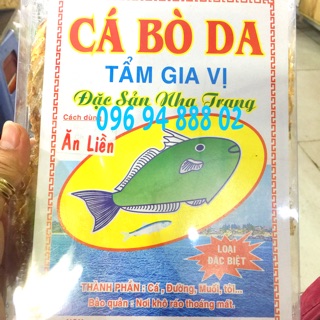 CÁ BÒ DA
TẨM GIA VỊ
Đặc Sản Nha Trang
096 94 888 02
Cách dùng
Ăn Liền
LOẠI
ĐẶC BIỆT
THÀNH PHẦN : Cá , Đường, Muối, tỏi...
Bảo quản : Nơi khô ráo thoáng mát.